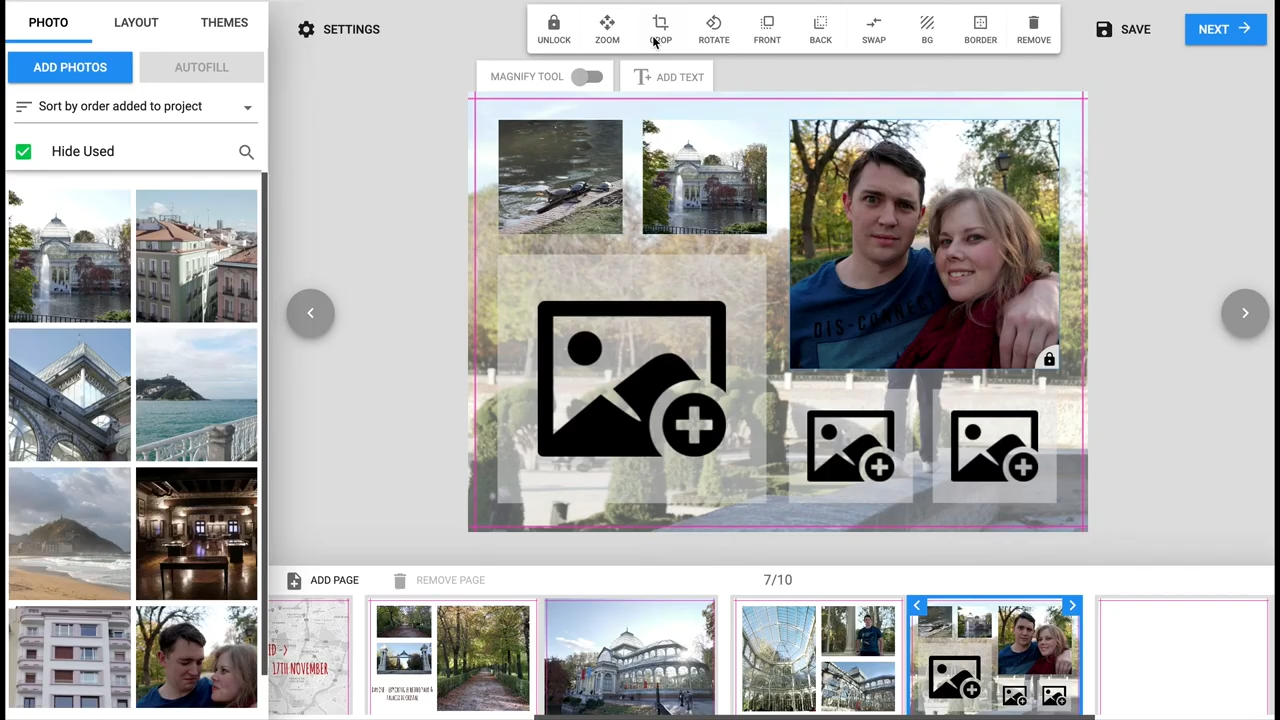 PHOTO LAYOUT THEMES
ADD PHOTOS AUTOFILL
Sort by order added to project
Hide Used
SETTINGS
UNLOCK ZOOM CROP ROTATE FRONT BACK SWAP BG BORDER REMOVE
SAVE NEXT
MAGNIFY TOOL T+ ADD TEXT
DIS-CONNEC
ADD PAGE REMOVE PAGE 7/10
17TH NOVEMBER